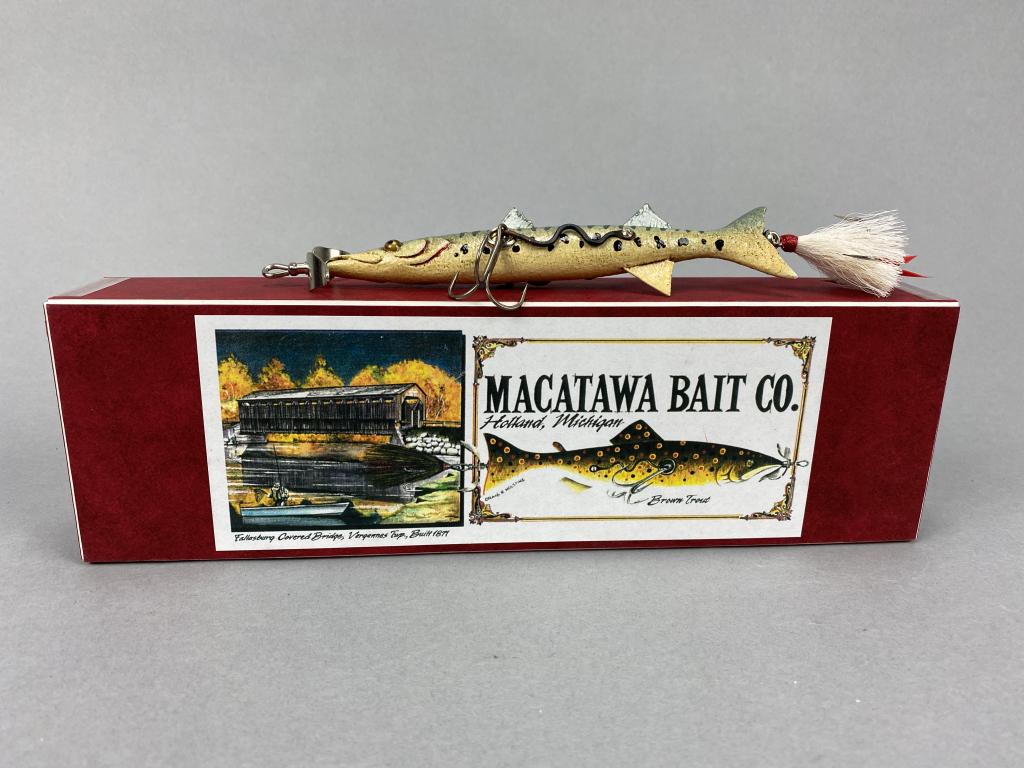 MACATAWA BAIT CO.
Holland, Michigan
Brown Trout
Fallasburg Covered Bridge, Vergennes Twp., Built 1871